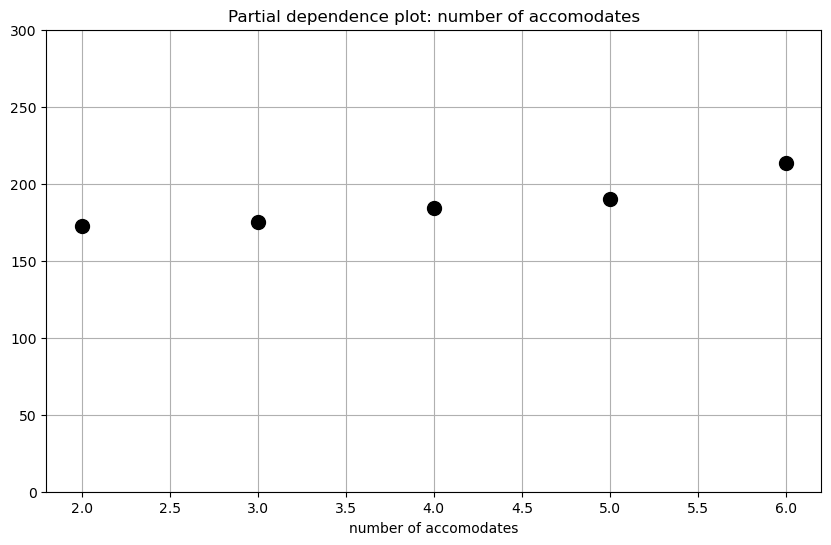 Partial dependence plot: number of accomodates
300
250
200
150
100
50
0
2.0 2.5 3.0 3.5 4.0 4.5 5.0 5.5 6.0
number of accomodates